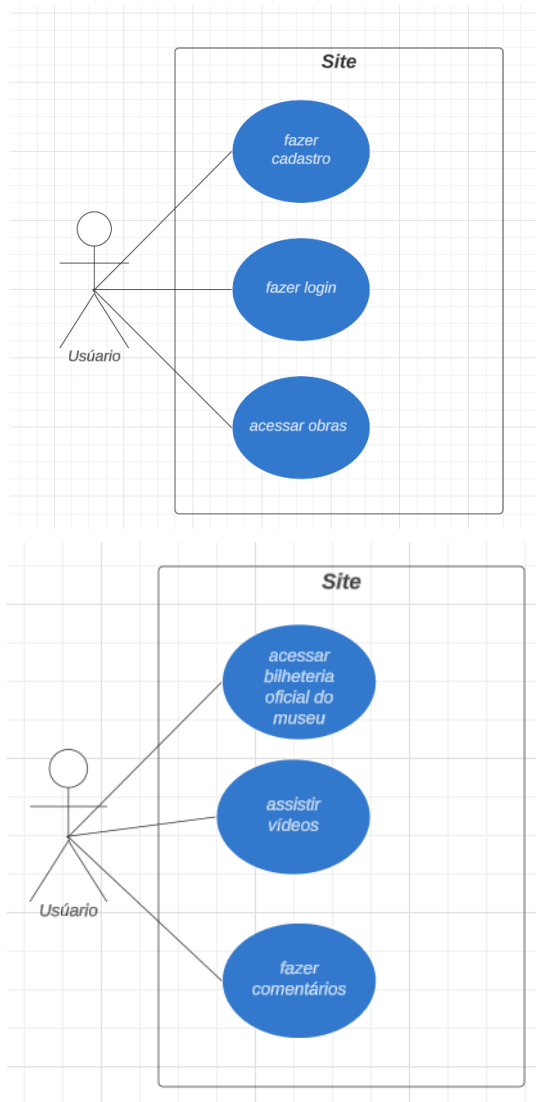 Site
fazer
cadastro
fazer login
Usúario
acessar obras
Site
acessar
bilheteria
oficial do
museu
assistir
vídeos
Usúario
fazer
comentários